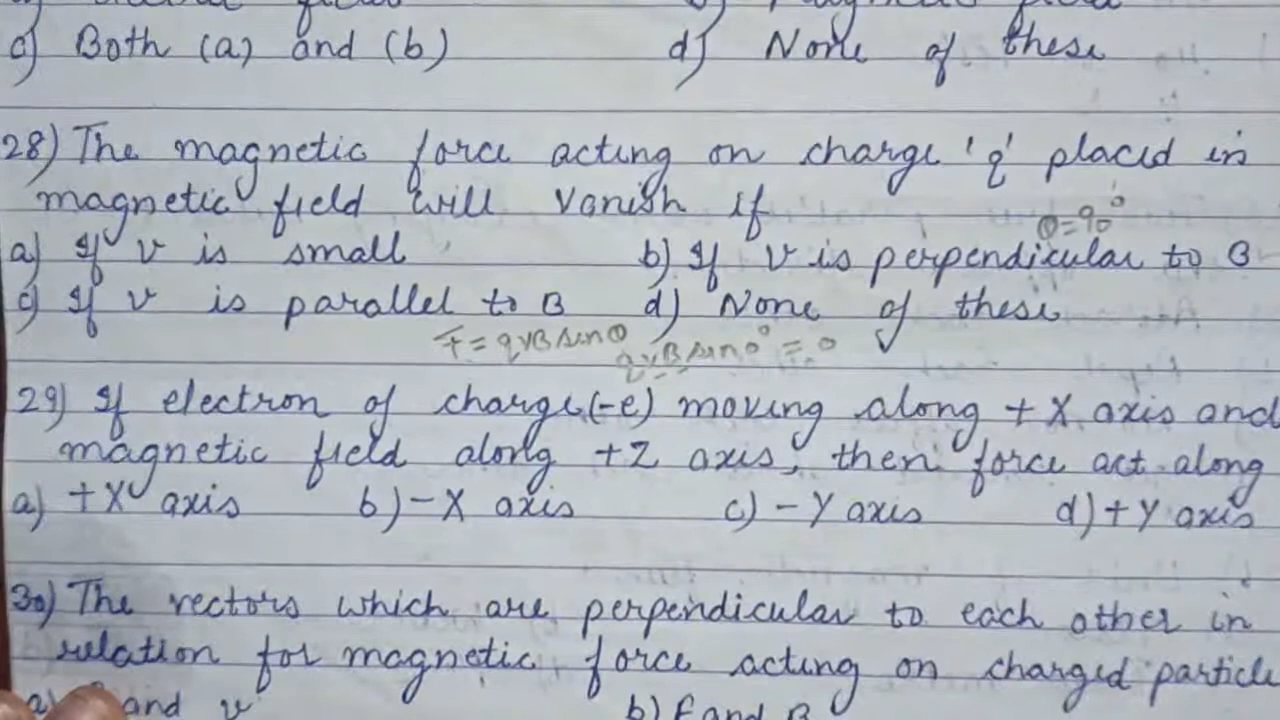 c) Both (a) and (b) d) None of these
28) The magnetic force acting on charge 'q' placed in
magnetic field will vanish if
θ=90°
a) If v is small b) If v is perpendicular to B
c) If v is parallel to B d) None of these
F = qvB sinθ qvB sin0° = 0
29) If electron of charge (-e) moving along +X axis and
magnetic field along +Z axis, then force act along
a) +X axis b) -X axis c) -Y axis d) +Y axis
30) The vectors which are perpendicular to each other in
relation for magnetic force acting on charged particle
a) and v b) F and B